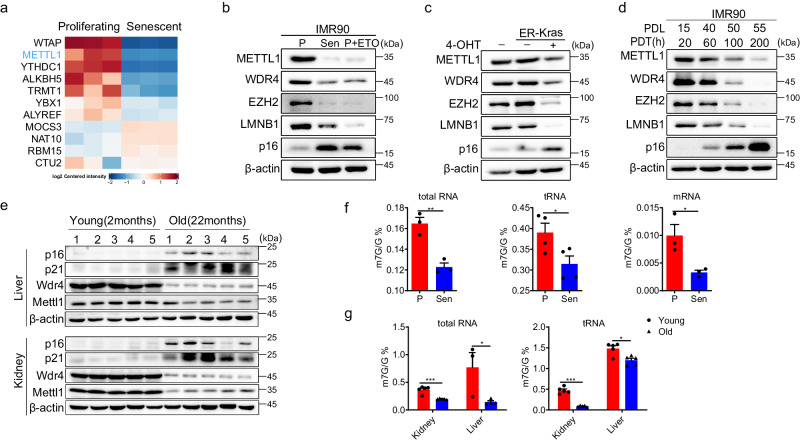 a
Proliferating Senescent
WTAP
METTL1
YTHDC1
ALKBH5
TRMT1
YBX1
ALYREF
MOCS3
NAT10
RBM15
CTU2
log2 Centered intensity
-2 -1 0 1 2
b
IMR90
P Sen P+ETO (kDa)
METTL1 35
WDR4 45
EZH2 100
LMNB1 60
p16 15
β-actin 45
c
ER-Kras
4-OHT – – + (kDa)
METTL1 35
WDR4 45
EZH2 100
LMNB1 60
p16 15
β-actin 45
d
IMR90
PDL 15 40 50 55
PDT(h) 20 60 100 200 (kDa)
METTL1 35
WDR4 45
EZH2 100
LMNB1 60
p16 15
β-actin 45
e
Young(2months) Old(22months)
1 2 3 4 5 1 2 3 4 5 (kDa)
Liver
p16 25
p21 25
Wdr4 45
Mettl1 35
β-actin 45
Kidney
p16 25
p21 25
Wdr4 45
Mettl1 35
β-actin 45
f
total RNA
m7G/G %
0.18
0.16
0.14
0.12
0.10
**
P Sen
tRNA
m7G/G %
0.45
0.40
0.35
0.30
0.25
*
P Sen
mRNA
m7G/G %
0.015
0.010
0.005
0.000
*
P Sen
g
total RNA
m7G/G %
1.5
1.0
0.5
0.0
***
*
Kidney Liver
tRNA
m7G/G %
2.0
1.5
1.0
0.5
0.0
***
*
Kidney Liver
Young
Old